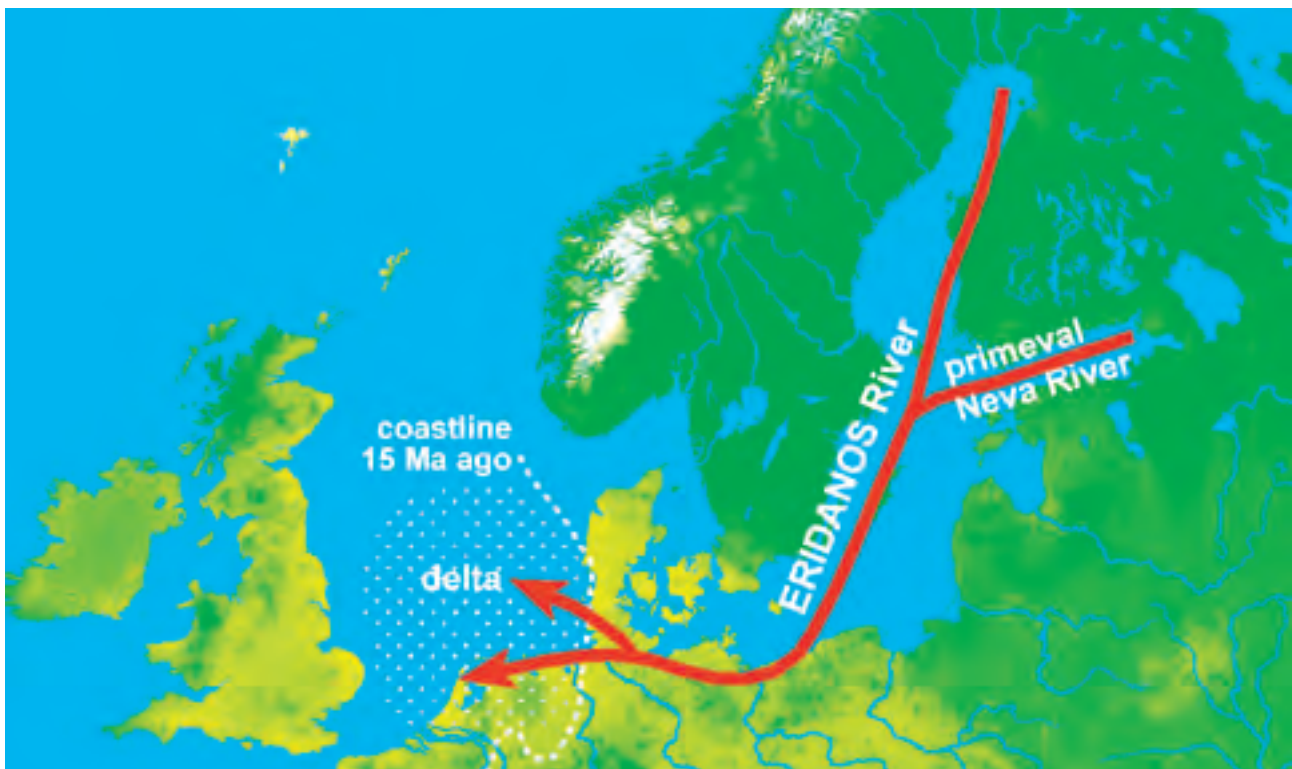 primeval
Neva River
ERIDANOS River
coastline
15 Ma ago
delta